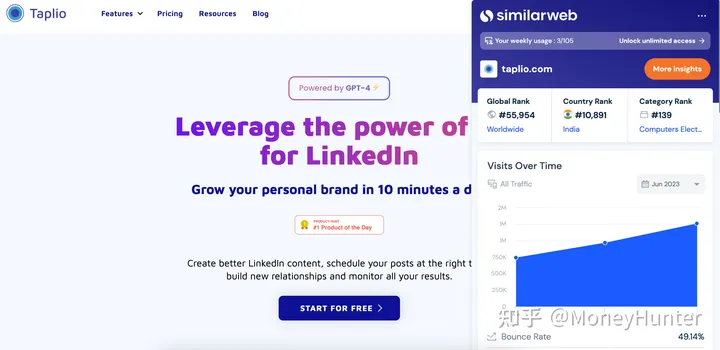 Taplio
Features
Pricing
Resources
Blog
Powered by GPT-4⚡
Leverage the power of
for LinkedIn
Grow your personal brand in 10 minutes a d
PRODUCT HUNT
#1 Product of the Day
Create better LinkedIn content, schedule your posts at the right t
build new relationships and monitor all your results.
START FOR FREE
similarweb
Your weekly usage : 3/105
Unlock unlimited access →
taplio.com
More insights
Global Rank
#55,954
Worldwide
Country Rank
#10,891
India
Category Rank
#139
Computers Elect...
Visits Over Time
All Traffic
Jun 2023
2M
1M
1M
750K
500K
250K
0
Bounce Rate
49.14%
知乎 @MoneyHunter